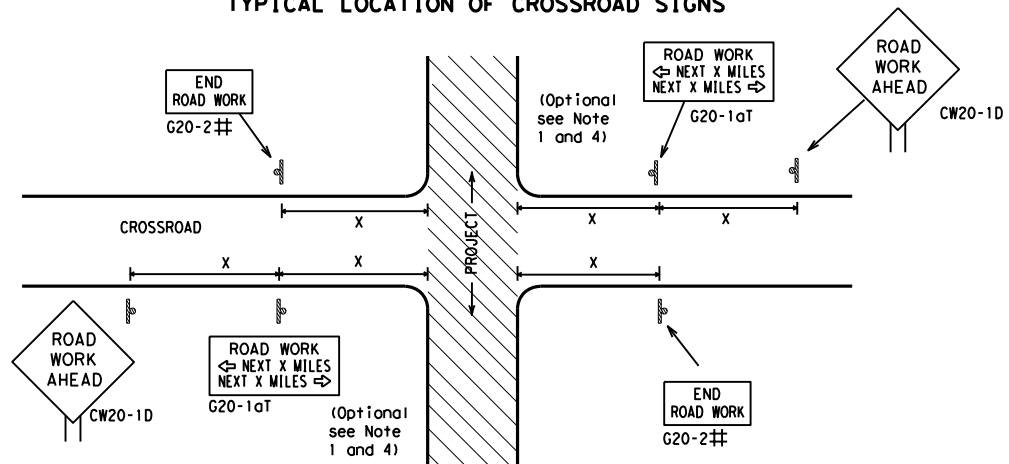 TYPICAL LOCATION OF CROSSROAD SIGNS
END
ROAD WORK
G20-2#
(Optional
see Note
1 and 4)
ROAD WORK
⇦ NEXT X MILES
NEXT X MILES ⇨
G20-1aT
ROAD
WORK
AHEAD
CW20-1D
X
X
X
CROSSROAD
PROJECT
X
X
X
ROAD
WORK
AHEAD
CW20-1D
ROAD WORK
⇦ NEXT X MILES
NEXT X MILES ⇨
G20-1aT
(Optional
see Note
1 and 4)
END
ROAD WORK
G20-2#